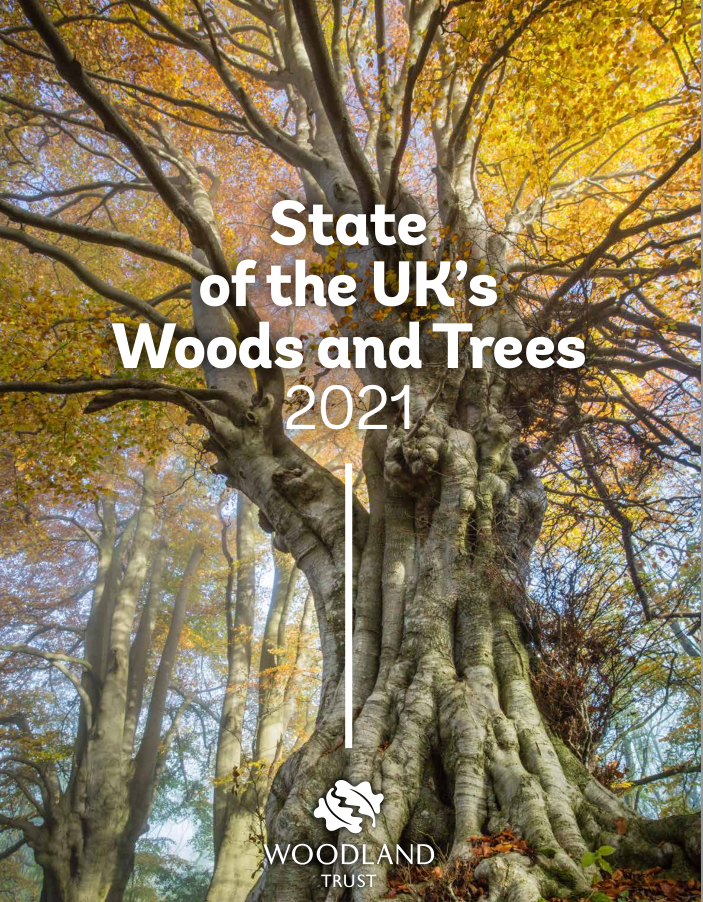 State
of the UK's
Woods and Trees
2021
WOODLAND
TRUST